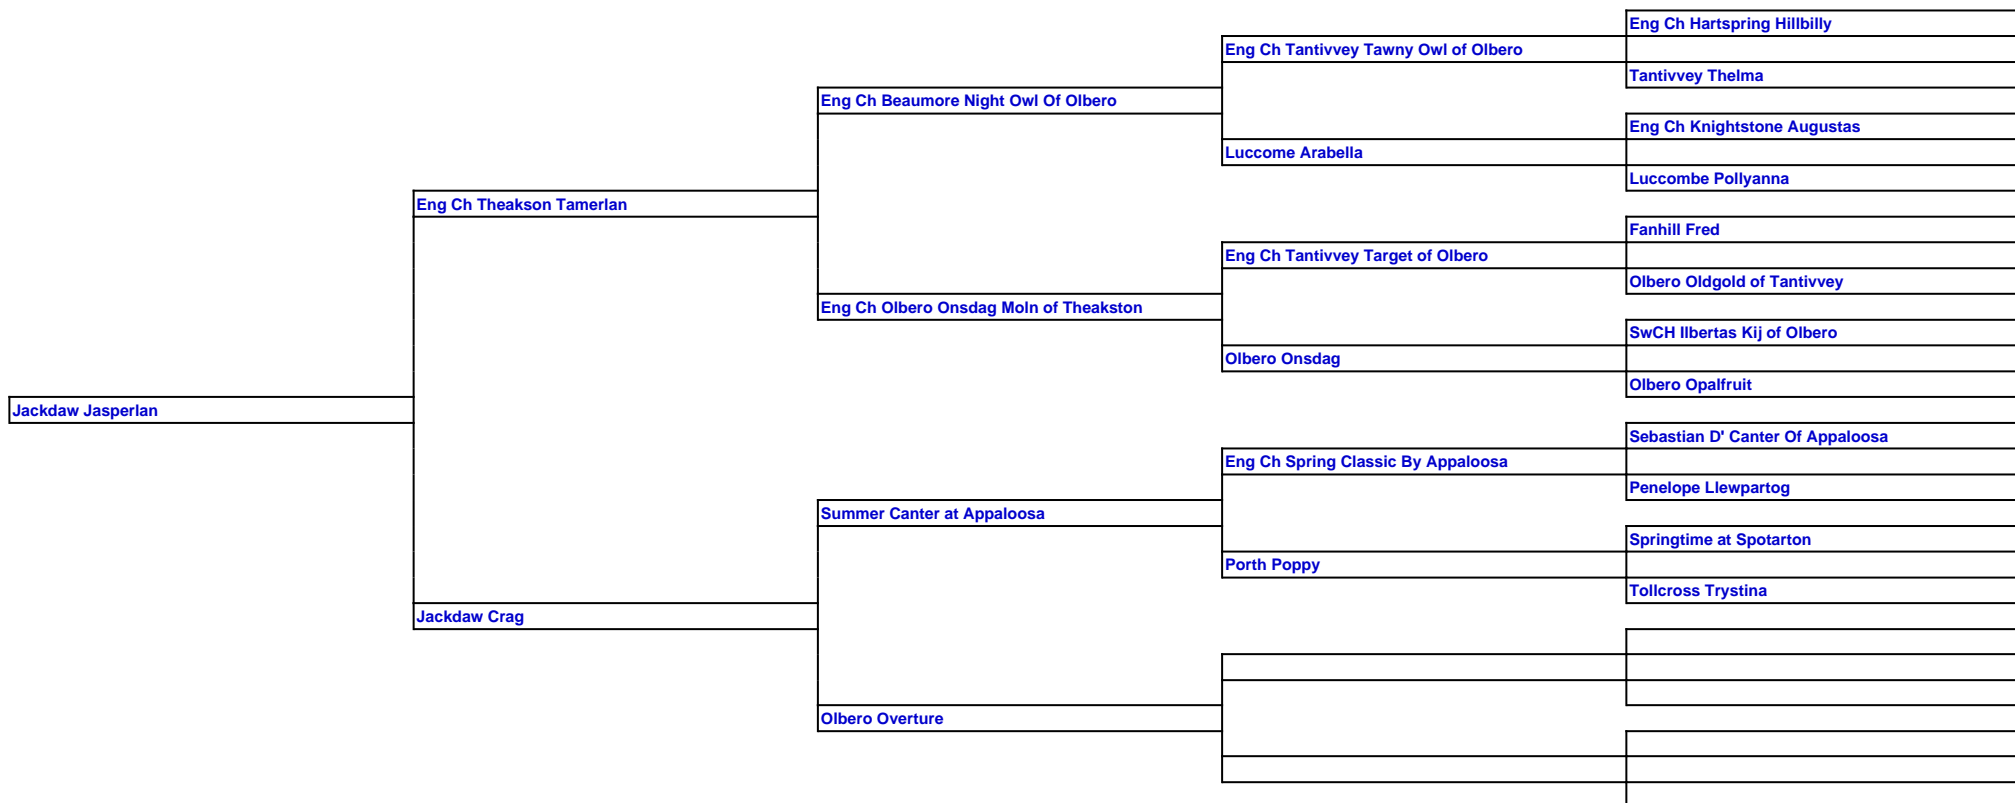 Eng Ch Hartspring Hillbilly
Eng Ch Tantivvey Tawny Owl of Olbero
Tantivvey Thelma
Eng Ch Beaumore Night Owl Of Olbero
Eng Ch Knightstone Augustas
Luccome Arabella
Luccombe Pollyanna
Eng Ch Theakson Tamerlan
Fanhill Fred
Eng Ch Tantivvey Target of Olbero
Olbero Oldgold of Tantivvey
Eng Ch Olbero Onsdag Moln of Theakston
SwCH Ilbertas Kij of Olbero
Olbero Onsdag
Olbero Opalfruit
Jackdaw Jasperlan
Sebastian D' Canter Of Appaloosa
Eng Ch Spring Classic By Appaloosa
Penelope Llewpartog
Summer Canter at Appaloosa
Springtime at Spotarton
Porth Poppy
Tollcross Trystina
Jackdaw Crag
Olbero Overture